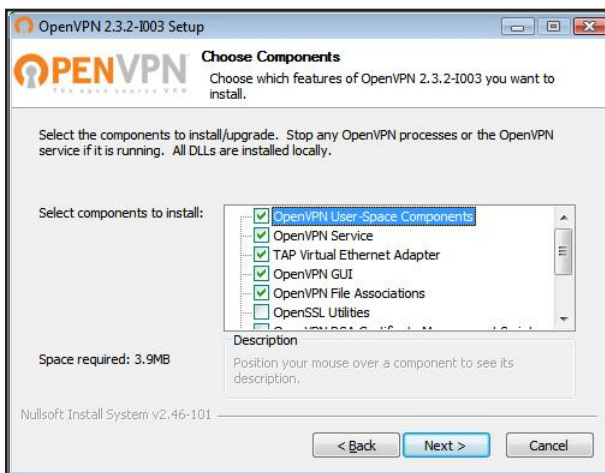 OpenVPN 2.3.2-I003 Setup
OPENVPN
The open source VPN
Choose Components
Choose which features of OpenVPN 2.3.2-I003 you want to
install.
Select the components to install/upgrade. Stop any OpenVPN processes or the OpenVPN
service if it is running. All DLLs are installed locally.
Select components to install:
OpenVPN User-Space Components
OpenVPN Service
TAP Virtual Ethernet Adapter
OpenVPN GUI
OpenVPN File Associations
OpenSSL Utilities
Space required: 3.9MB
Description
Position your mouse over a component to see its
description.
Nullsoft Install System v2.46-101
< Back
Next >
Cancel